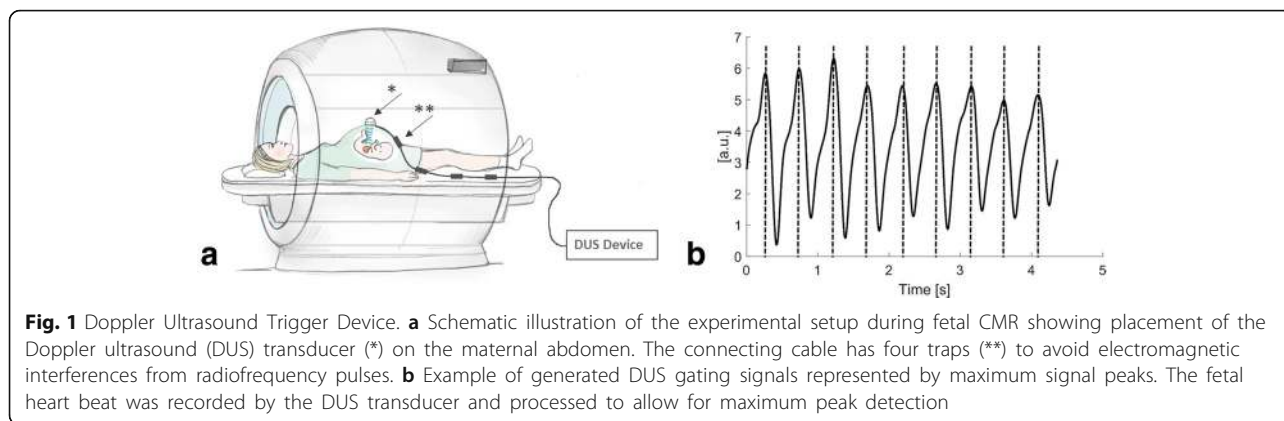 *
**
DUS Device
a
b
7
6
5
4
[a.u.]
3
2
1
0
0 1 2 3 4 5
Time [s]
Fig. 1 Doppler Ultrasound Trigger Device. a Schematic illustration of the experimental setup during fetal CMR showing placement of the
Doppler ultrasound (DUS) transducer (*) on the maternal abdomen. The connecting cable has four traps (**) to avoid electromagnetic
interferences from radiofrequency pulses. b Example of generated DUS gating signals represented by maximum signal peaks. The fetal
heart beat was recorded by the DUS transducer and processed to allow for maximum peak detection